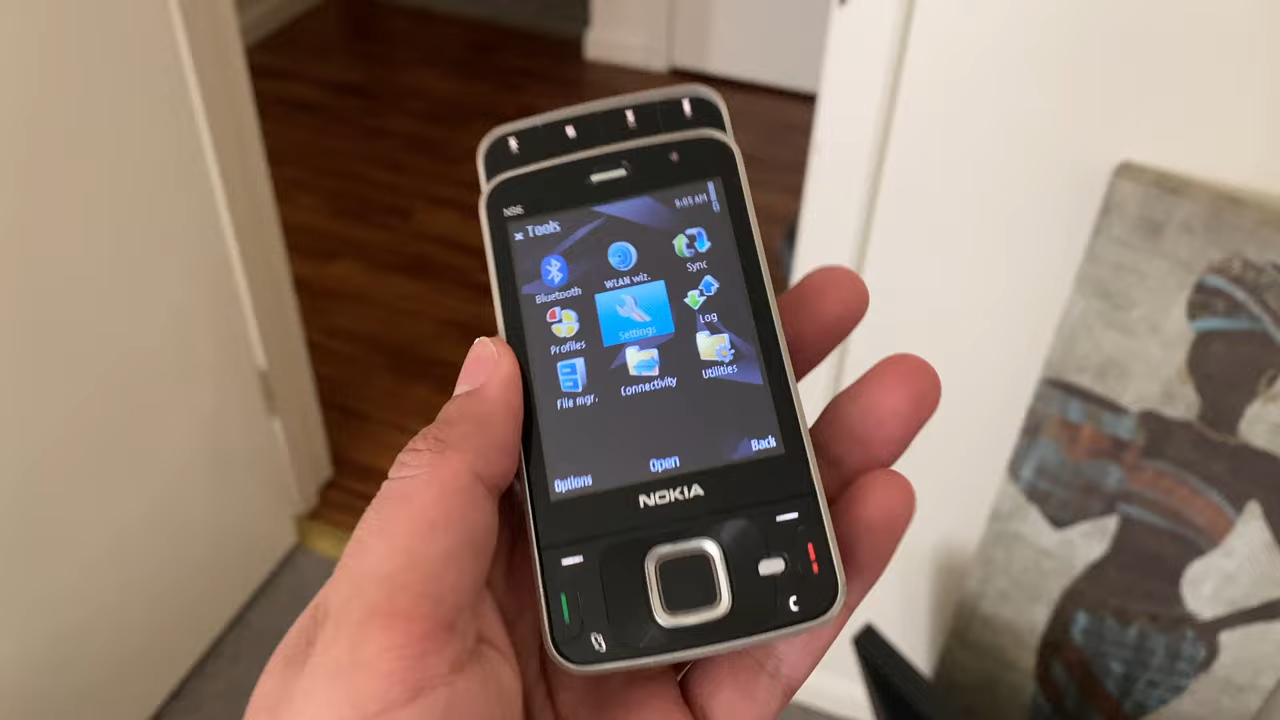 N96
9:05 AM
Tools
Bluetooth
WLAN wiz.
Sync
Profiles
Settings
Log
File mgr.
Connectivity
Utilities
Options
Open
Back
NOKIA